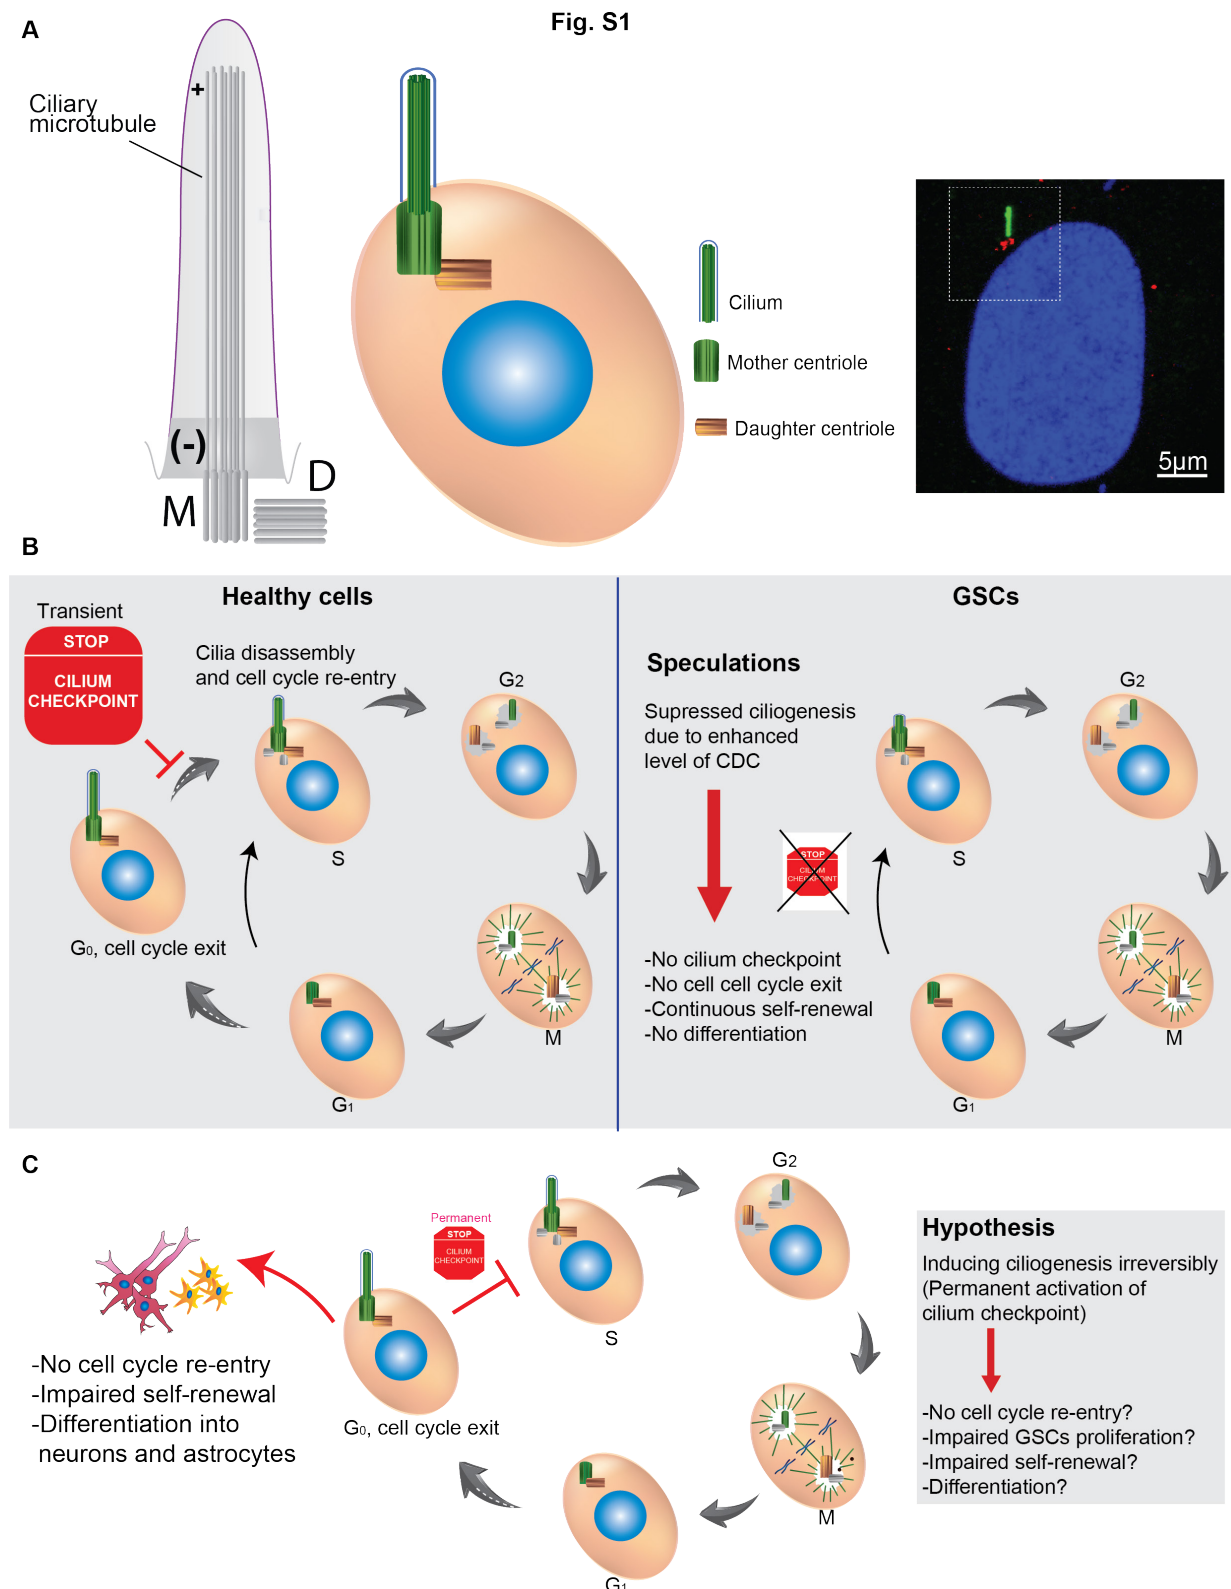 Fig. S1
A
+
Ciliary
microtubule
(-)
M
D
Cilium
Mother centriole
Daughter centriole
5µm
B
Healthy cells
Transient
STOP
CILIUM
CHECKPOINT
Cilia disassembly
and cell cycle re-entry
G2
S
G0, cell cycle exit
M
G1
GSCs
Speculations
Supressed ciliogenesis
due to enhanced
level of CDC
STOP
CILIUM
CHECKPOINT
-No cilium checkpoint
-No cell cell cycle exit
-Continuous self-renewal
-No differentiation
G2
S
M
G1
C
G2
Permanent
STOP
CILIUM
CHECKPOINT
S
G0, cell cycle exit
M
G1
-No cell cycle re-entry
-Impaired self-renewal
-Differentiation into
neurons and astrocytes
Hypothesis
Inducing ciliogenesis irreversibly
(Permanent activation of
cilium checkpoint)
-No cell cycle re-entry?
-Impaired GSCs proliferation?
-Impaired self-renewal?
-Differentiation?